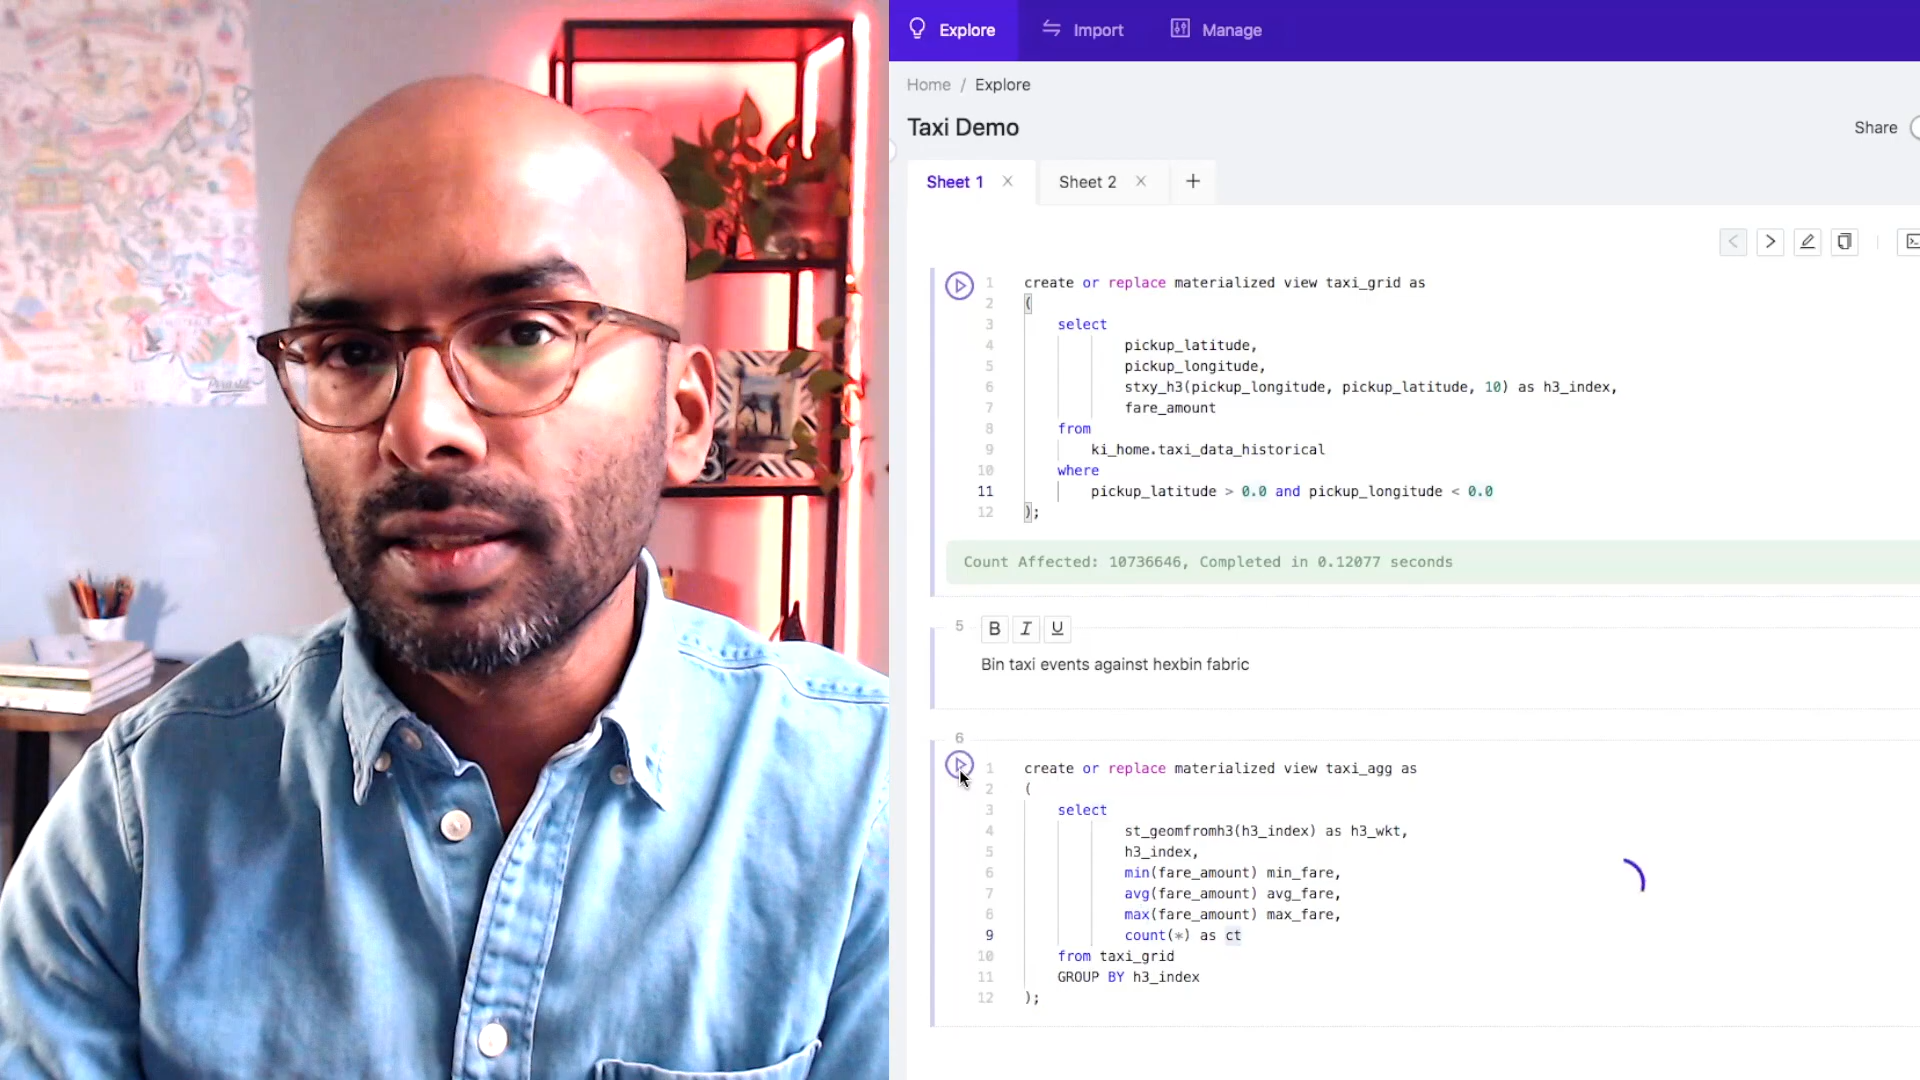 Explore
Import
Manage
Home / Explore
Taxi Demo
Share
Sheet 1
Sheet 2
1 create or replace materialized view taxi_grid as
2 (
3 select
4 pickup_latitude,
5 pickup_longitude,
6 stxy_h3(pickup_longitude, pickup_latitude, 10) as h3_index,
7 fare_amount
8 from
9 ki_home.taxi_data_historical
10 where
11 pickup_latitude > 0.0 and pickup_longitude < 0.0
12 );
Count Affected: 10736646, Completed in 0.12077 seconds
5 B I U
Bin taxi events against hexbin fabric
6
1 create or replace materialized view taxi_agg as
2 (
3 select
4 st_geomfromh3(h3_index) as h3_wkt,
5 h3_index,
6 min(fare_amount) min_fare,
7 avg(fare_amount) avg_fare,
6 max(fare_amount) max_fare,
9 count(*) as ct
10 from taxi_grid
11 GROUP BY h3_index
12 );